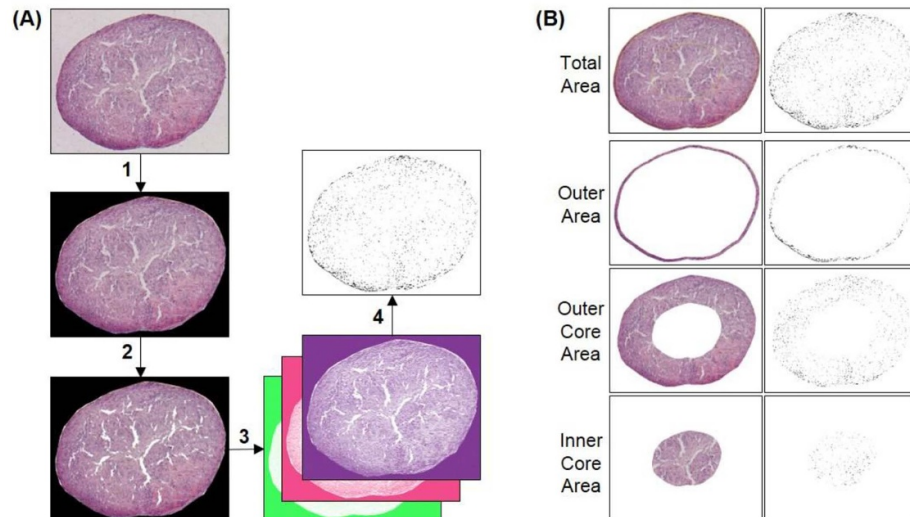 (A)
1
2
3
4
(B)
Total
Area
Outer
Area
Outer
Core
Area
Inner
Core
Area